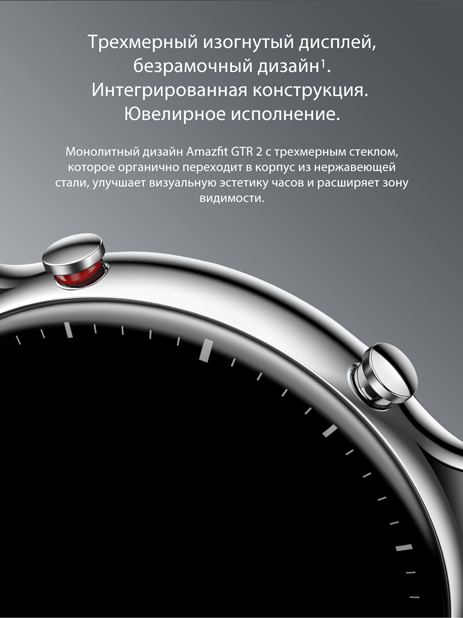 Трехмерный изогнутый дисплей,
безрамочный дизайн¹.
Интегрированная конструкция.
Ювелирное исполнение.
Монолитный дизайн Amazfit GTR 2 с трехмерным стеклом,
которое органично переходит в корпус из нержавеющей
стали, улучшает визуальную эстетику часов и расширяет зону
видимости.